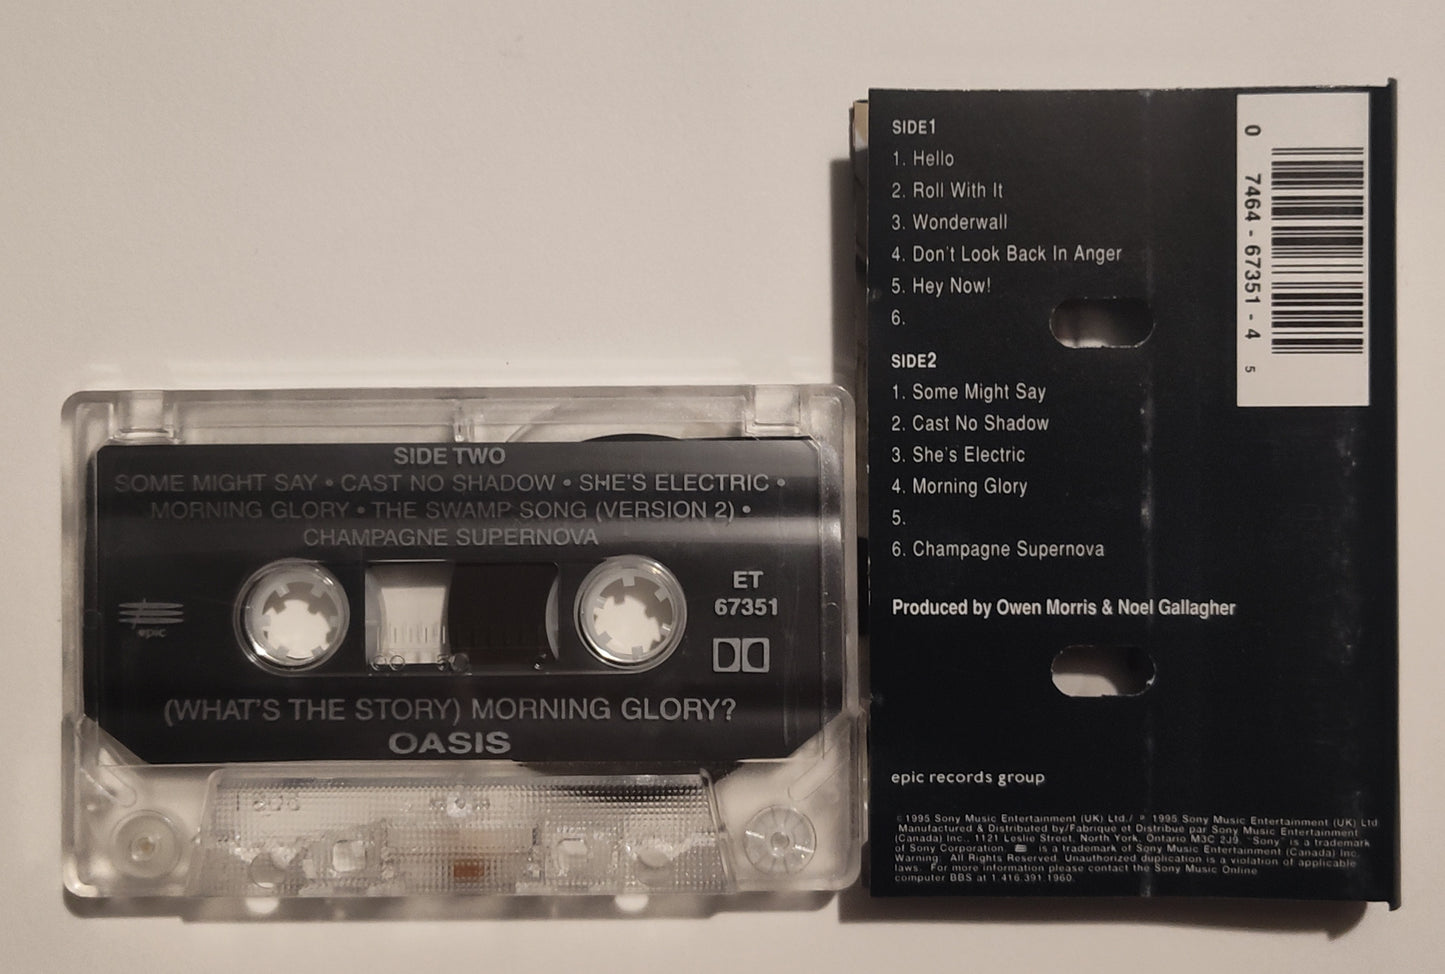 SIDE TWO
SOME MIGHT SAY • CAST NO SHADOW • SHE'S ELECTRIC •
MORNING GLORY • THE SWAMP SONG (VERSION 2) •
CHAMPAGNE SUPERNOVA
epic
ET
67351
(WHAT'S THE STORY) MORNING GLORY?
OASIS
SIDE1
1. Hello
2. Roll With It
3. Wonderwall
4. Don't Look Back In Anger
5. Hey Now!
6.
SIDE2
1. Some Might Say
2. Cast No Shadow
3. She's Electric
4. Morning Glory
5.
6. Champagne Supernova
Produced by Owen Morris & Noel Gallagher
epic records group
© 1995 Sony Music Entertainment (UK) Ltd./ ℗ 1995 Sony Music Entertainment (UK) Ltd
Manufactured & Distributed by/Fabriqué et Distribué par Sony Music Entertainment
(Canada) Inc., 1121 Leslie Street, North York, Ontario M3C 2J9. "Sony" is a trademark
of Sony Corporation. is a trademark of Sony Music Entertainment (Canada) Inc.
Warning: All Rights Reserved. Unauthorized duplication is a violation of applicable
laws. For more information please contact the Sony Music Online
computer BBS at 1.416.391.1960.
0 7464-67351-4 5